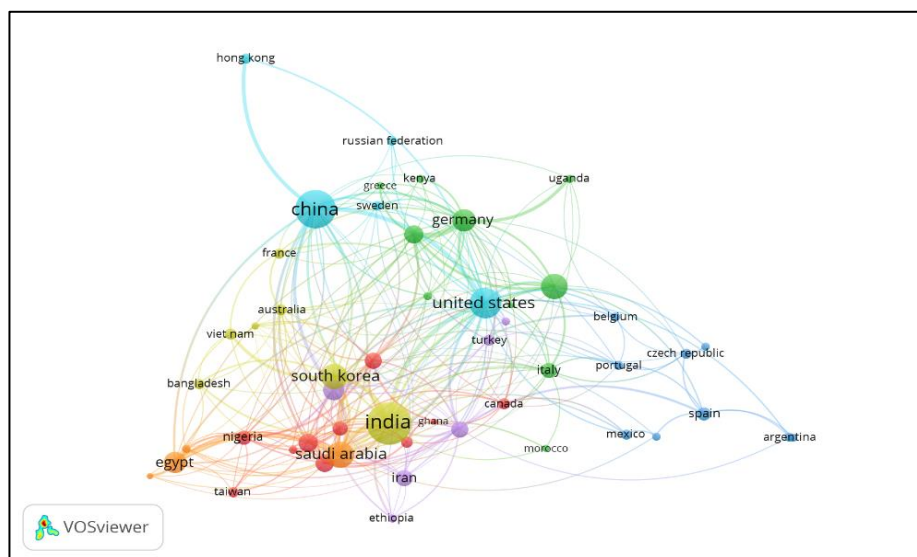 hong kong
russian federation
greece
kenya
uganda
china
sweden
germany
france
united states
australia
belgium
viet nam
turkey
czech republic
south korea
italy
portugal
bangladesh
canada
india
ghana
spain
nigeria
mexico
argentina
saudi arabia
morocco
egypt
iran
taiwan
ethiopia
VOSviewer